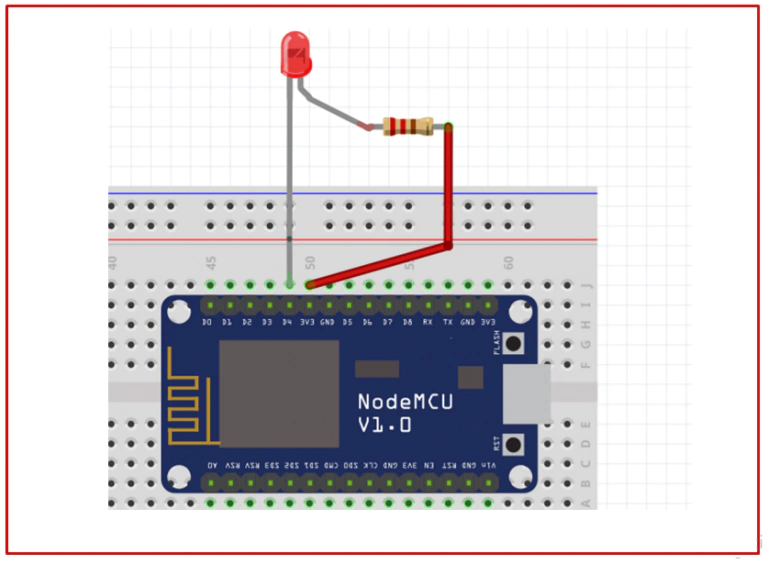 40 45 50 5 60
J
I
H
G
F
D0 D1 D2 D3 D4 3V3 GND D5 D6 D7 D8 RX TX GND 3V3
FLASH
NodeMCU
V1.0
RST
A0 RSV RSV SD3 SD2 SD1 CMD SD0 CLK GND 3V3 EN RST GND Vin
E
D
C
B
A